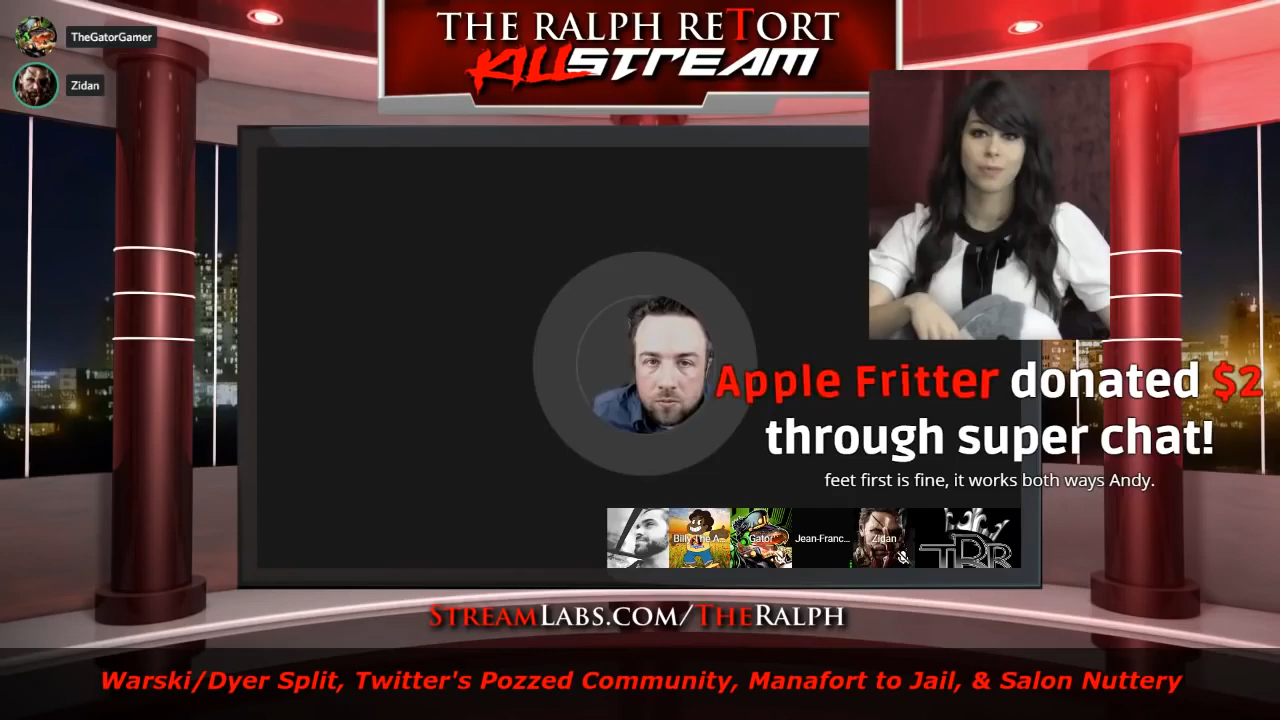 THE RALPH RETORT
KILLSTREAM
TheGatorGamer
Zidan
Apple Fritter donated $2
through super chat!
feet first is fine, it works both ways Andy.
Billy The A...
Gator
Jean-Franc...
Zidan
TRR
STREAMLABS.COM/THERALPH
Warski/Dyer Split, Twitter's Pozzed Community, Manafort to Jail, & Salon Nuttery